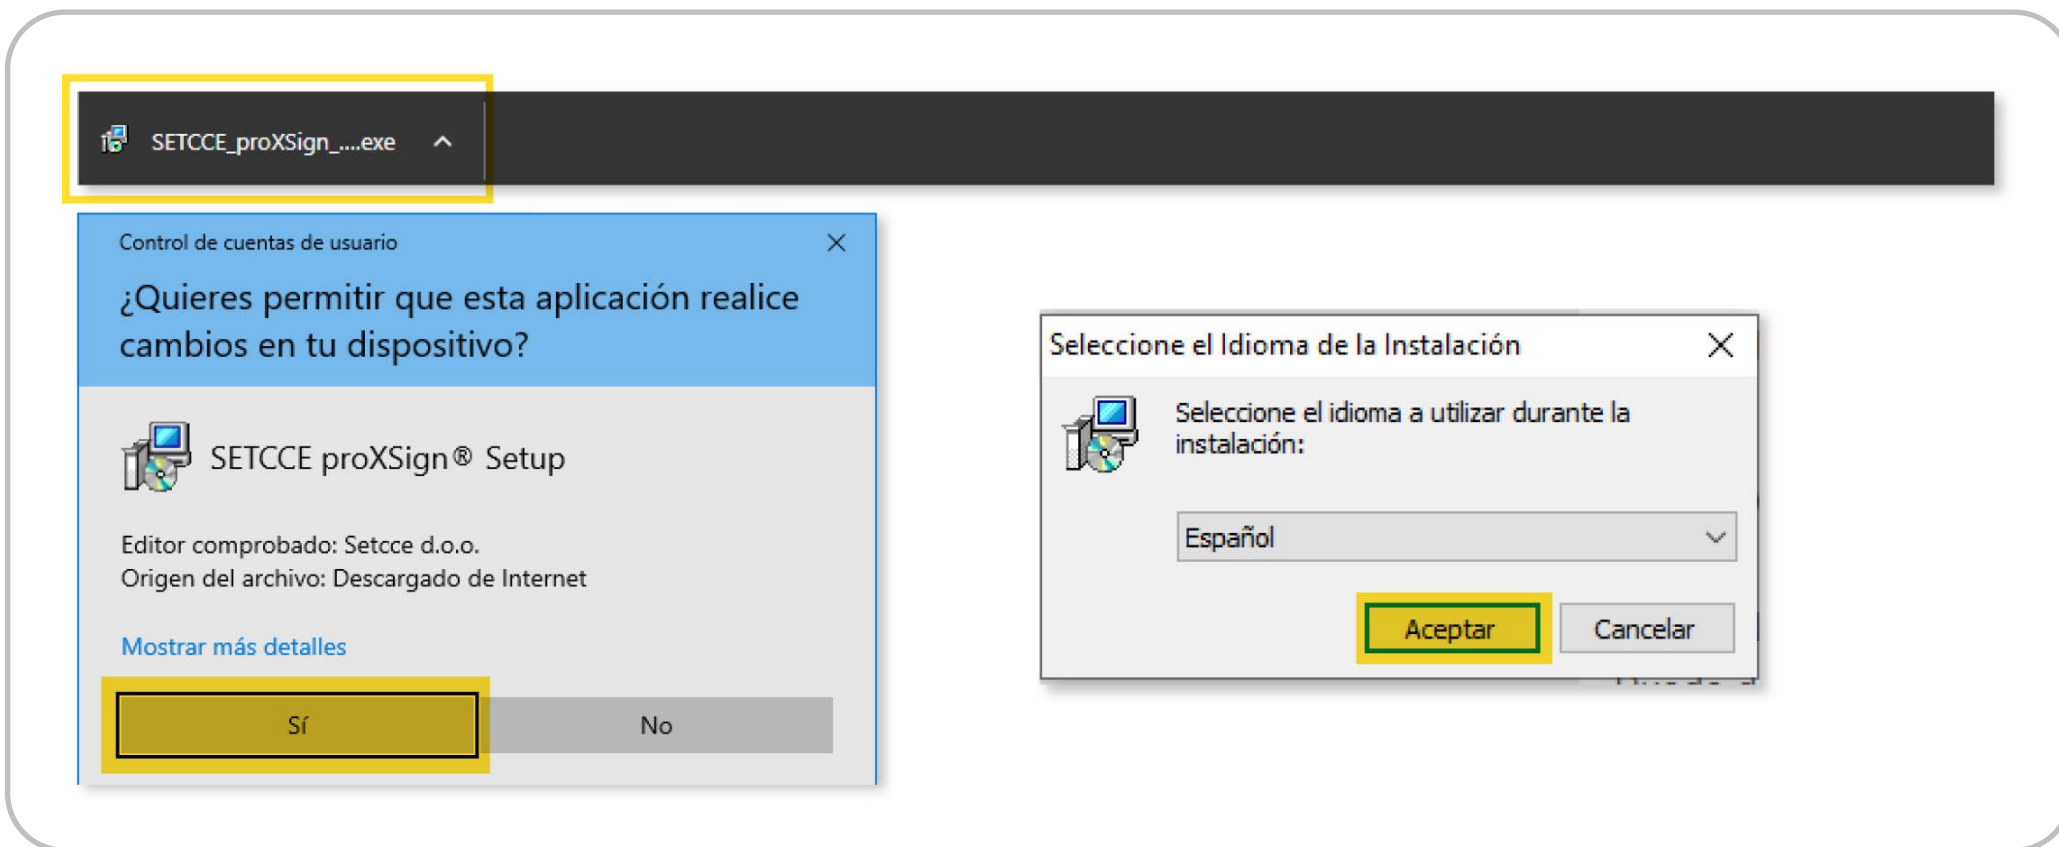 SETCCE_proXSign_....exe
Control de cuentas de usuario
¿Quieres permitir que esta aplicación realice
cambios en tu dispositivo?
SETCCE proXSign® Setup
Editor comprobado: Setcce d.o.o.
Origen del archivo: Descargado de Internet
Mostrar más detalles
Sí
No
Seleccione el Idioma de la Instalación
Seleccione el idioma a utilizar durante la
instalación:
Español
Aceptar
Cancelar